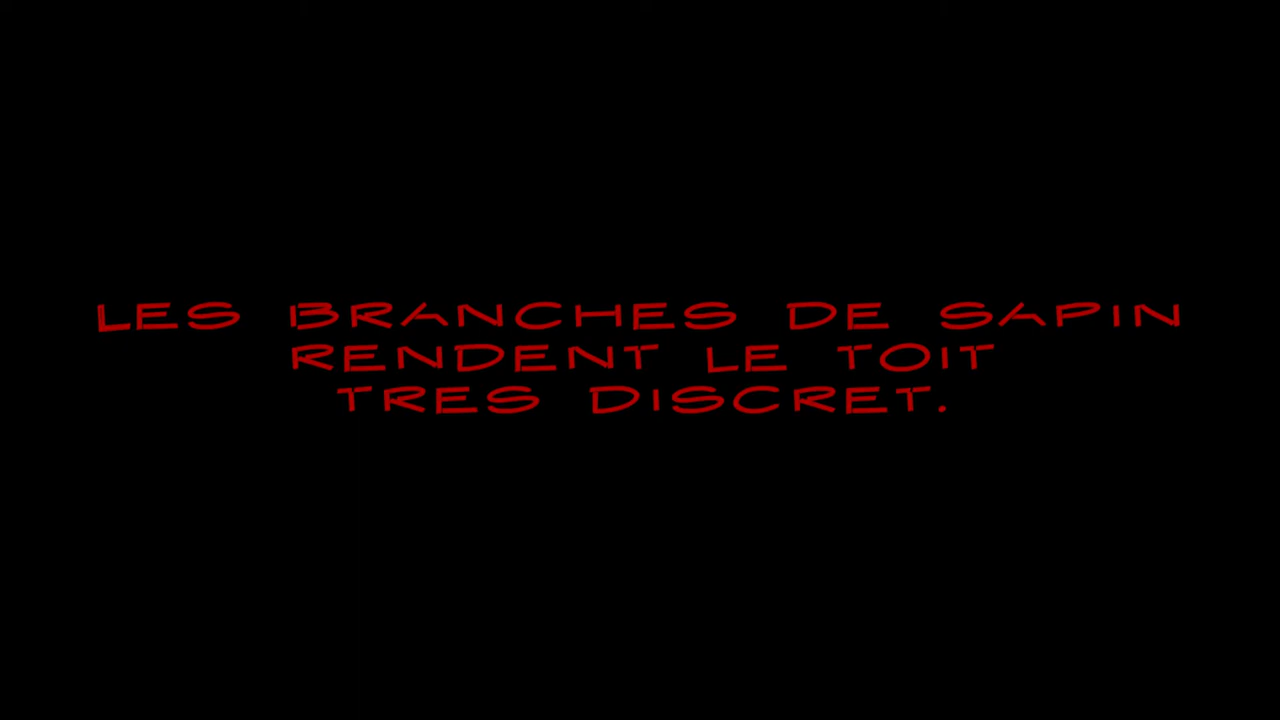 LES BRANCHES DE SAPIN
RENDENT LE TOIT
TRES DISCRET.